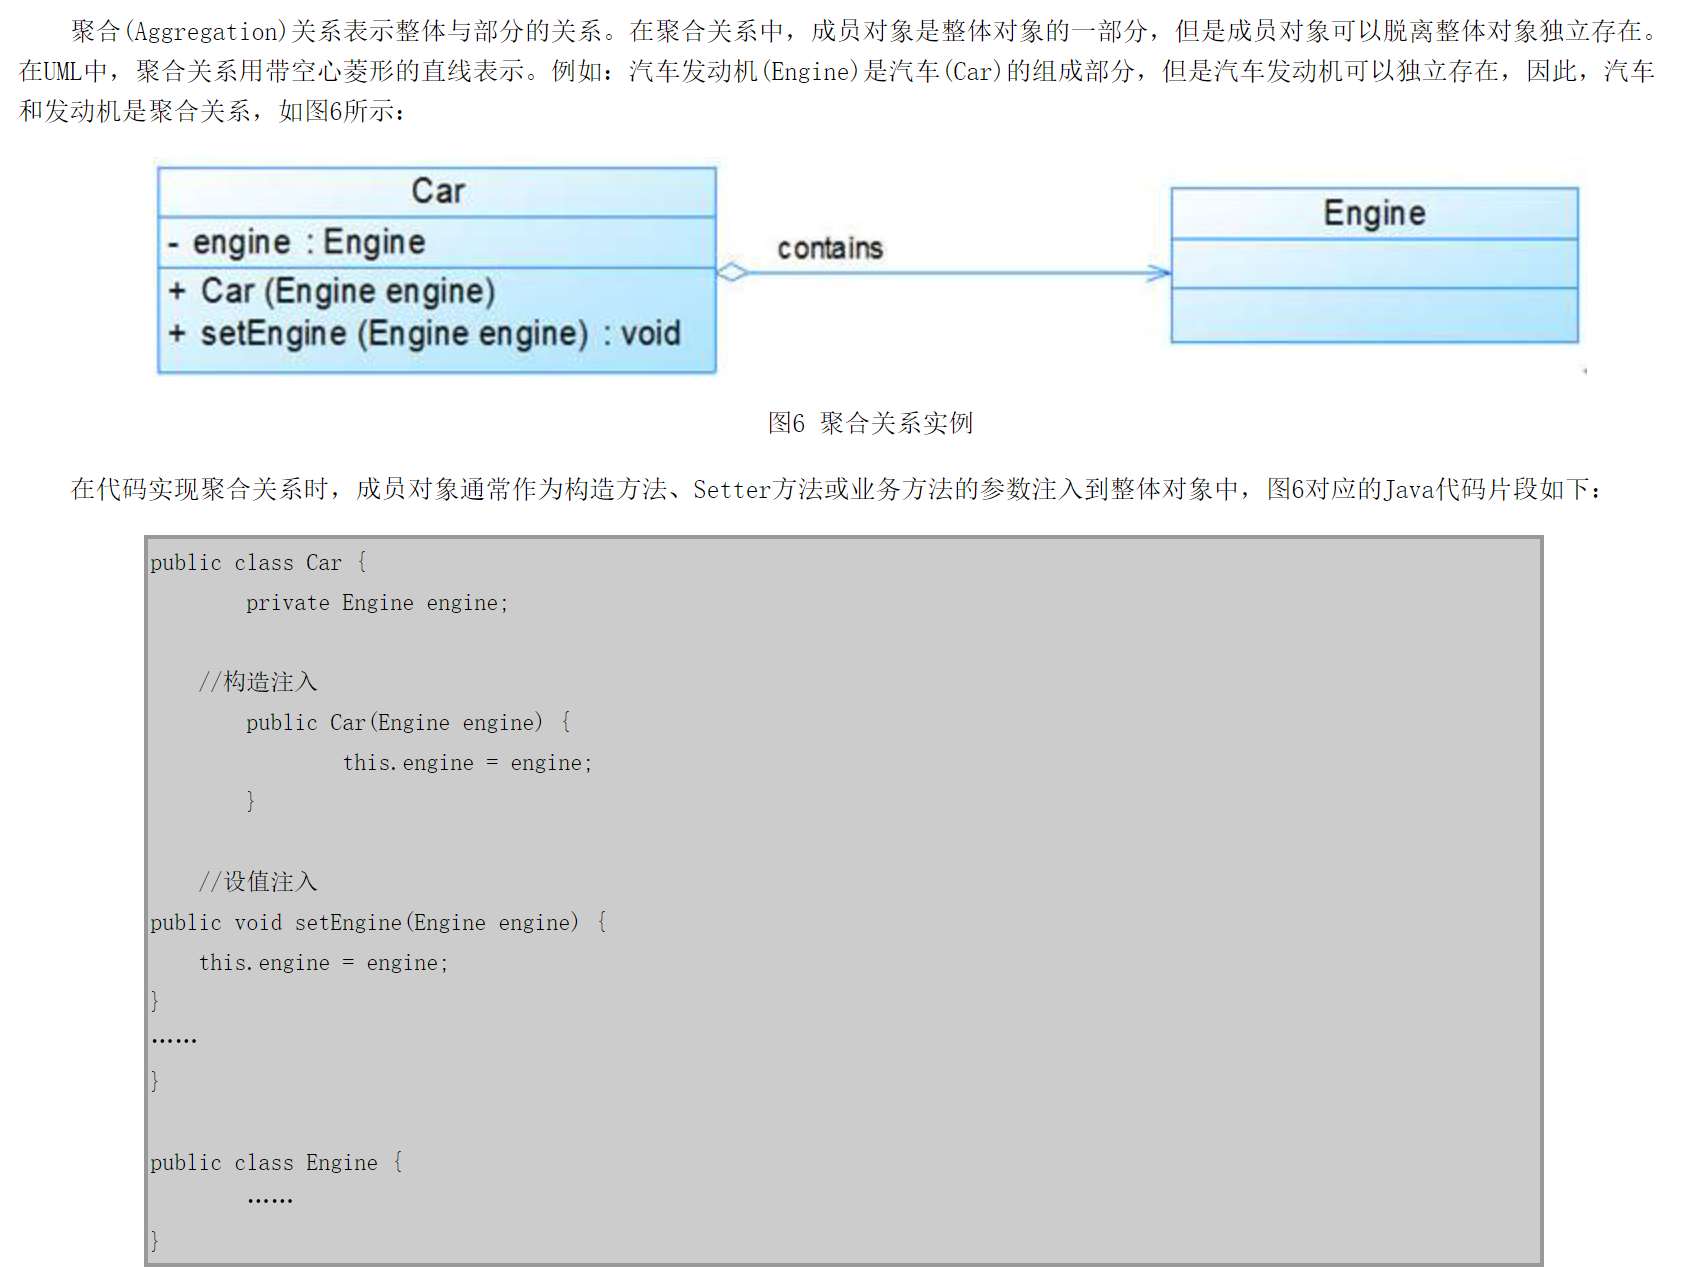 聚合(Aggregation)关系表示整体与部分的关系。在聚合关系中，成员对象是整体对象的一部分，但是成员对象可以脱离整体对象独立存在。
在UML中，聚合关系用带空心菱形的直线表示。例如：汽车发动机(Engine)是汽车(Car)的组成部分，但是汽车发动机可以独立存在，因此，汽车
和发动机是聚合关系，如图6所示：
Car
- engine : Engine
+ Car (Engine engine)
+ setEngine (Engine engine) : void
contains
Engine
图6 聚合关系实例
在代码实现聚合关系时，成员对象通常作为构造方法、Setter方法或业务方法的参数注入到整体对象中，图6对应的Java代码片段如下：
public class Car {
private Engine engine;
//构造注入
public Car(Engine engine) {
this.engine = engine;
}
//设值注入
public void setEngine(Engine engine) {
this.engine = engine;
}
……
}
public class Engine {
……
}